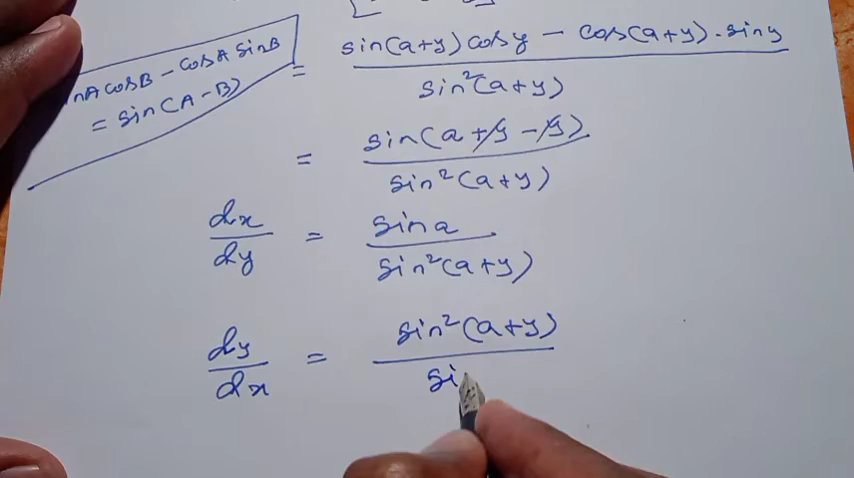 sin(a+y) cosy - cos(a+y) . siny
nA cosB - cosA sinB
=
sin²(a+y)
= sin(A-B)
= sin(a+y-y)
sin²(a+y)
dx = sina
dy sin²(a+y)
dy = sin²(a+y)
dx si